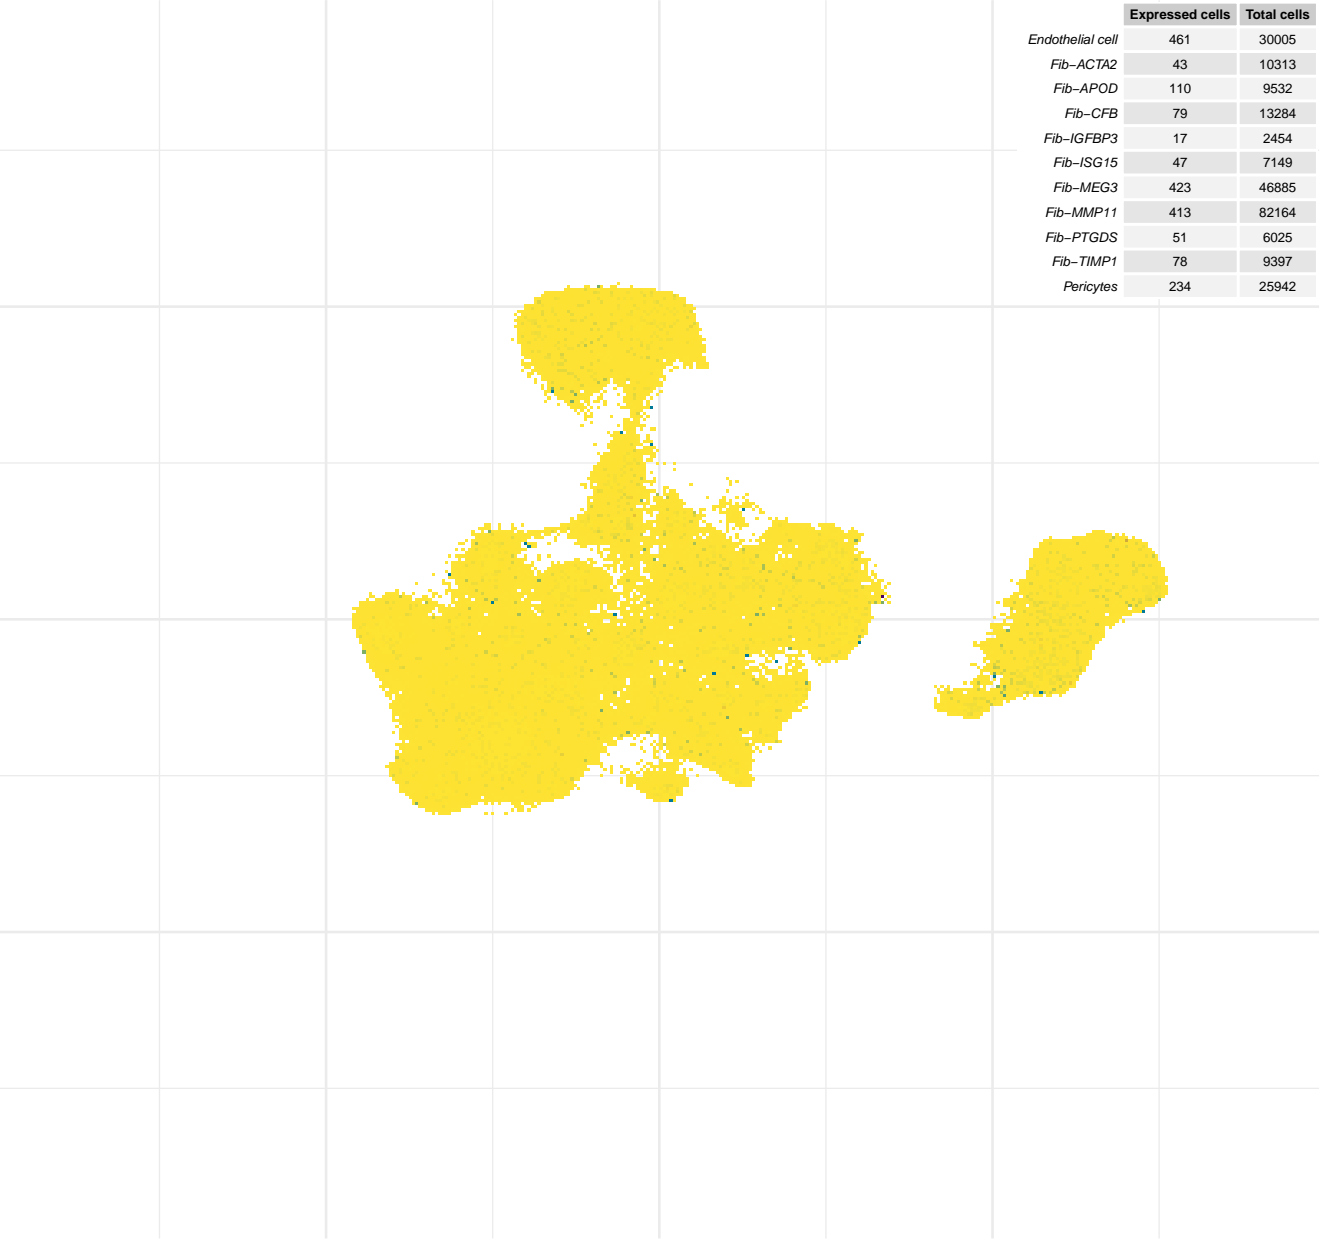 Expressed cells Total cells
Endothelial cell 461 30005
Fib−ACTA2 43 10313
Fib−APOD 110 9532
Fib−CFB 79 13284
Fib−IGFBP3 17 2454
Fib−ISG15 47 7149
Fib−MEG3 423 46885
Fib−MMP11 413 82164
Fib−PTGDS 51 6025
Fib−TIMP1 78 9397
Pericytes 234 25942